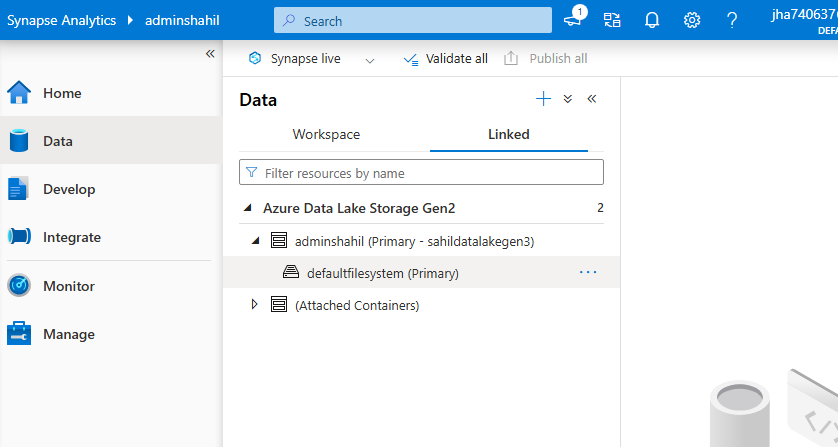 Synapse Analytics ▸ adminshahil
Search
1
jha740637
DEFA
«
Synapse live
Validate all
Publish all
Home
Data
Develop
Integrate
Monitor
Manage
Data
Workspace
Linked
Filter resources by name
Azure Data Lake Storage Gen2 2
adminshahil (Primary - sahildatalakegen3)
defaultfilesystem (Primary) ...
(Attached Containers)